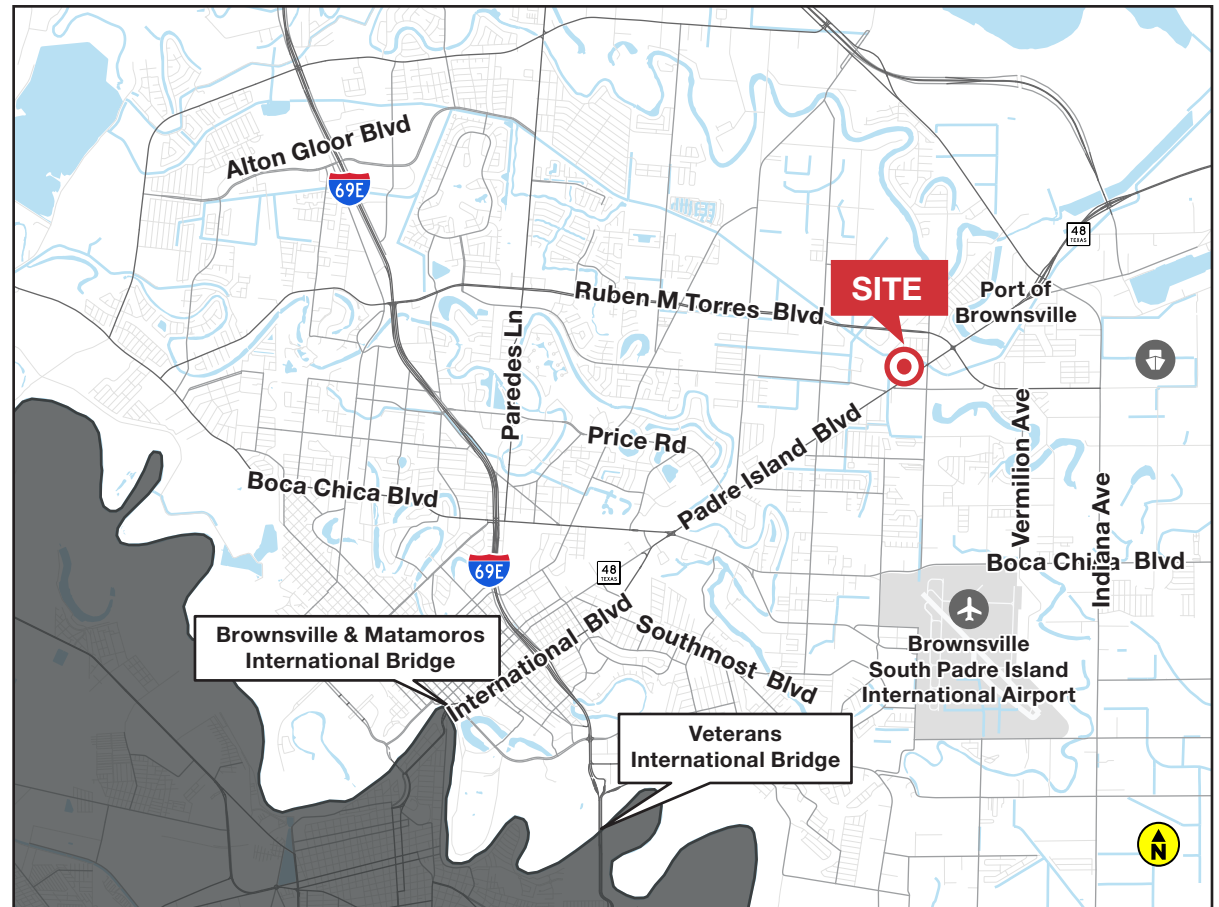 Alton Gloor Blvd
69E
48
TEXAS
SITE
Port of
Brownsville
Ruben M Torres Blvd
Paredes Ln
Price Rd
Padre Island Blvd
Vermilion Ave
Indiana Ave
Boca Chica Blvd
Boca Chica Blvd
69E
48
TEXAS
International Blvd
Southmost Blvd
Brownsville & Matamoros
International Bridge
Brownsville
South Padre Island
International Airport
Veterans
International Bridge
N